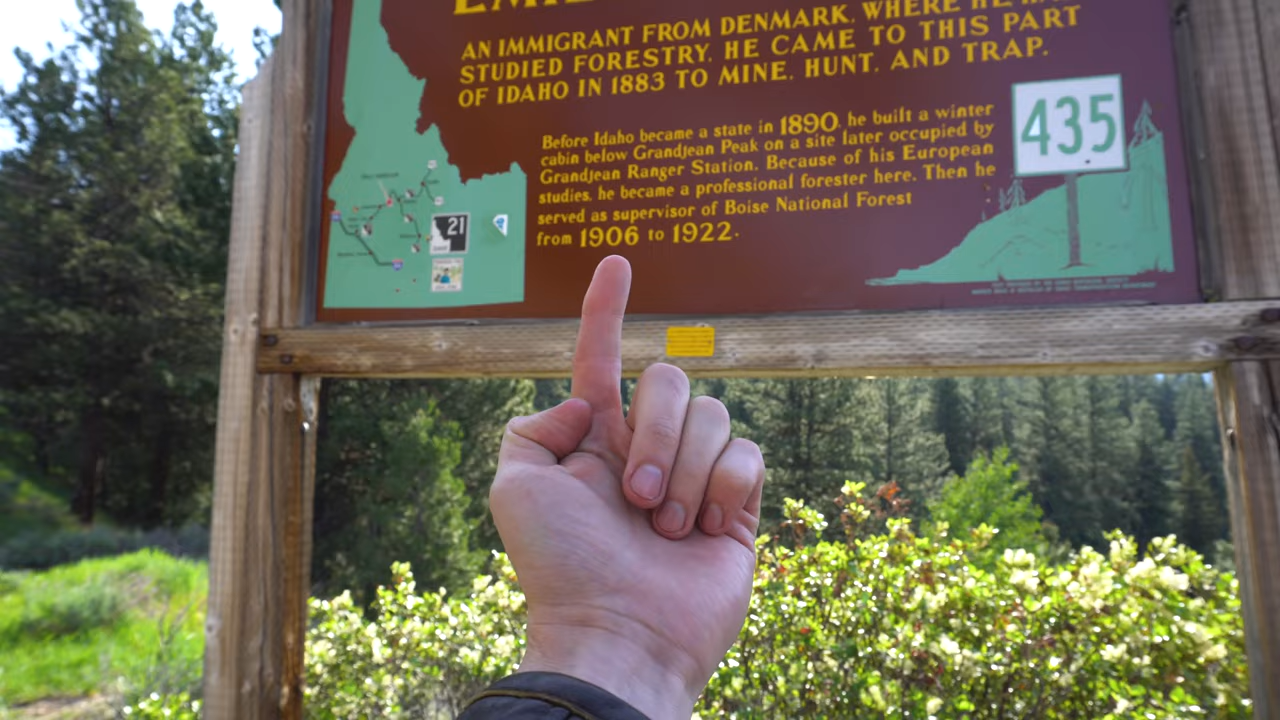 AN IMMIGRANT FROM DENMARK, WHERE HE
STUDIED FORESTRY, HE CAME TO THIS PART
OF IDAHO IN 1883 TO MINE, HUNT, AND TRAP.
Before Idaho became a state in 1890, he built a winter
cabin below Grandjean Peak on a site later occupied by
Grandjean Ranger Station. Because of his European
studies, he became a professional forester here. Then he
served as supervisor of Boise National Forest
from 1906 to 1922.
435
21